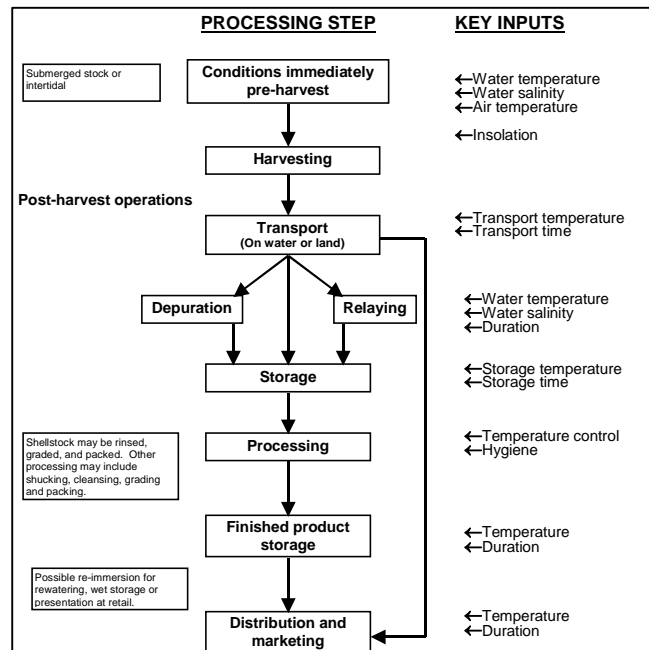 PROCESSING STEP
KEY INPUTS
Submerged stock or
intertidal
Conditions immediately
pre-harvest
←Water temperature
←Water salinity
←Air temperature
←Insolation
Harvesting
Post-harvest operations
Transport
(On water or land)
←Transport temperature
←Transport time
Depuration
Relaying
←Water temperature
←Water salinity
←Duration
Storage
←Storage temperature
←Storage time
Shellstock may be rinsed,
graded, and packed. Other
processing may include
shucking, cleansing, grading
and packing.
Processing
←Temperature control
←Hygiene
Finished product
storage
←Temperature
←Duration
Possible re-immersion for
rewatering, wet storage or
presentation at retail.
Distribution and
marketing
←Temperature
←Duration